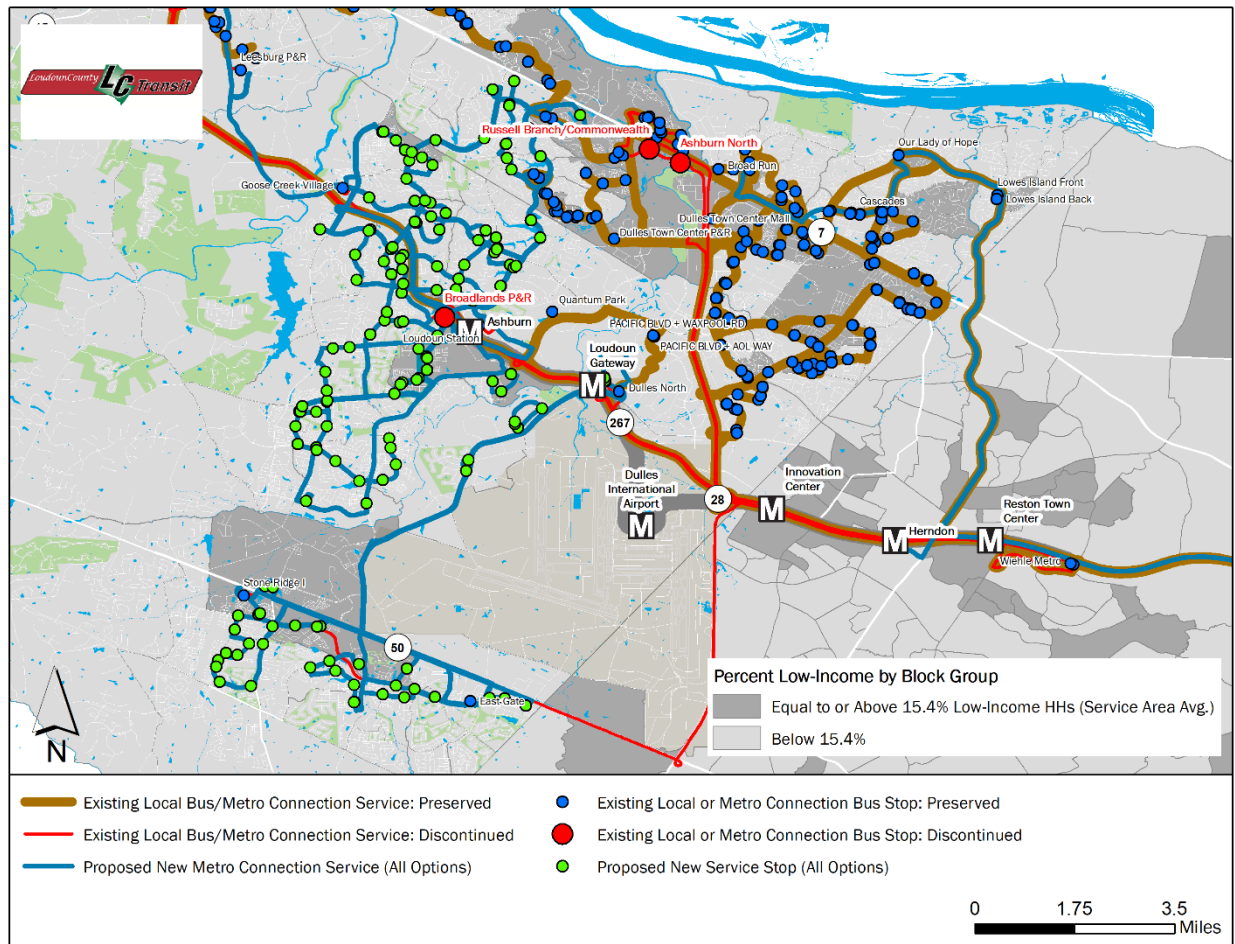 LoudounCounty LC Transit
Leesburg P&R
Russell Branch/Commonwealth
Ashburn North
Our Lady of Hope
Broad Run
Goose Creek Village
Lowes Island Front
Lowes Island Back
Cascades
Dulles Town Center Mall
Dulles Town Center P&R
7
Broadlands P&R
Quantum Park
M
Ashburn
Loudoun Station
PACIFIC BLVD + WAXPOOL RD
PACIFIC BLVD + AOL WAY
Loudoun
Gateway
M
Dulles North
267
Dulles
International
Airport
M
28
Innovation
Center
M
Herndon
M
Reston Town
Center
M
Wiehle Metro
Stone Ridge I
50
East Gate
N
Percent Low-Income by Block Group
Equal to or Above 15.4% Low-Income HHs (Service Area Avg.)
Below 15.4%
Existing Local Bus/Metro Connection Service: Preserved
Existing Local or Metro Connection Bus Stop: Preserved
Existing Local Bus/Metro Connection Service: Discontinued
Existing Local or Metro Connection Bus Stop: Discontinued
Proposed New Metro Connection Service (All Options)
Proposed New Service Stop (All Options)
0 1.75 3.5
Miles